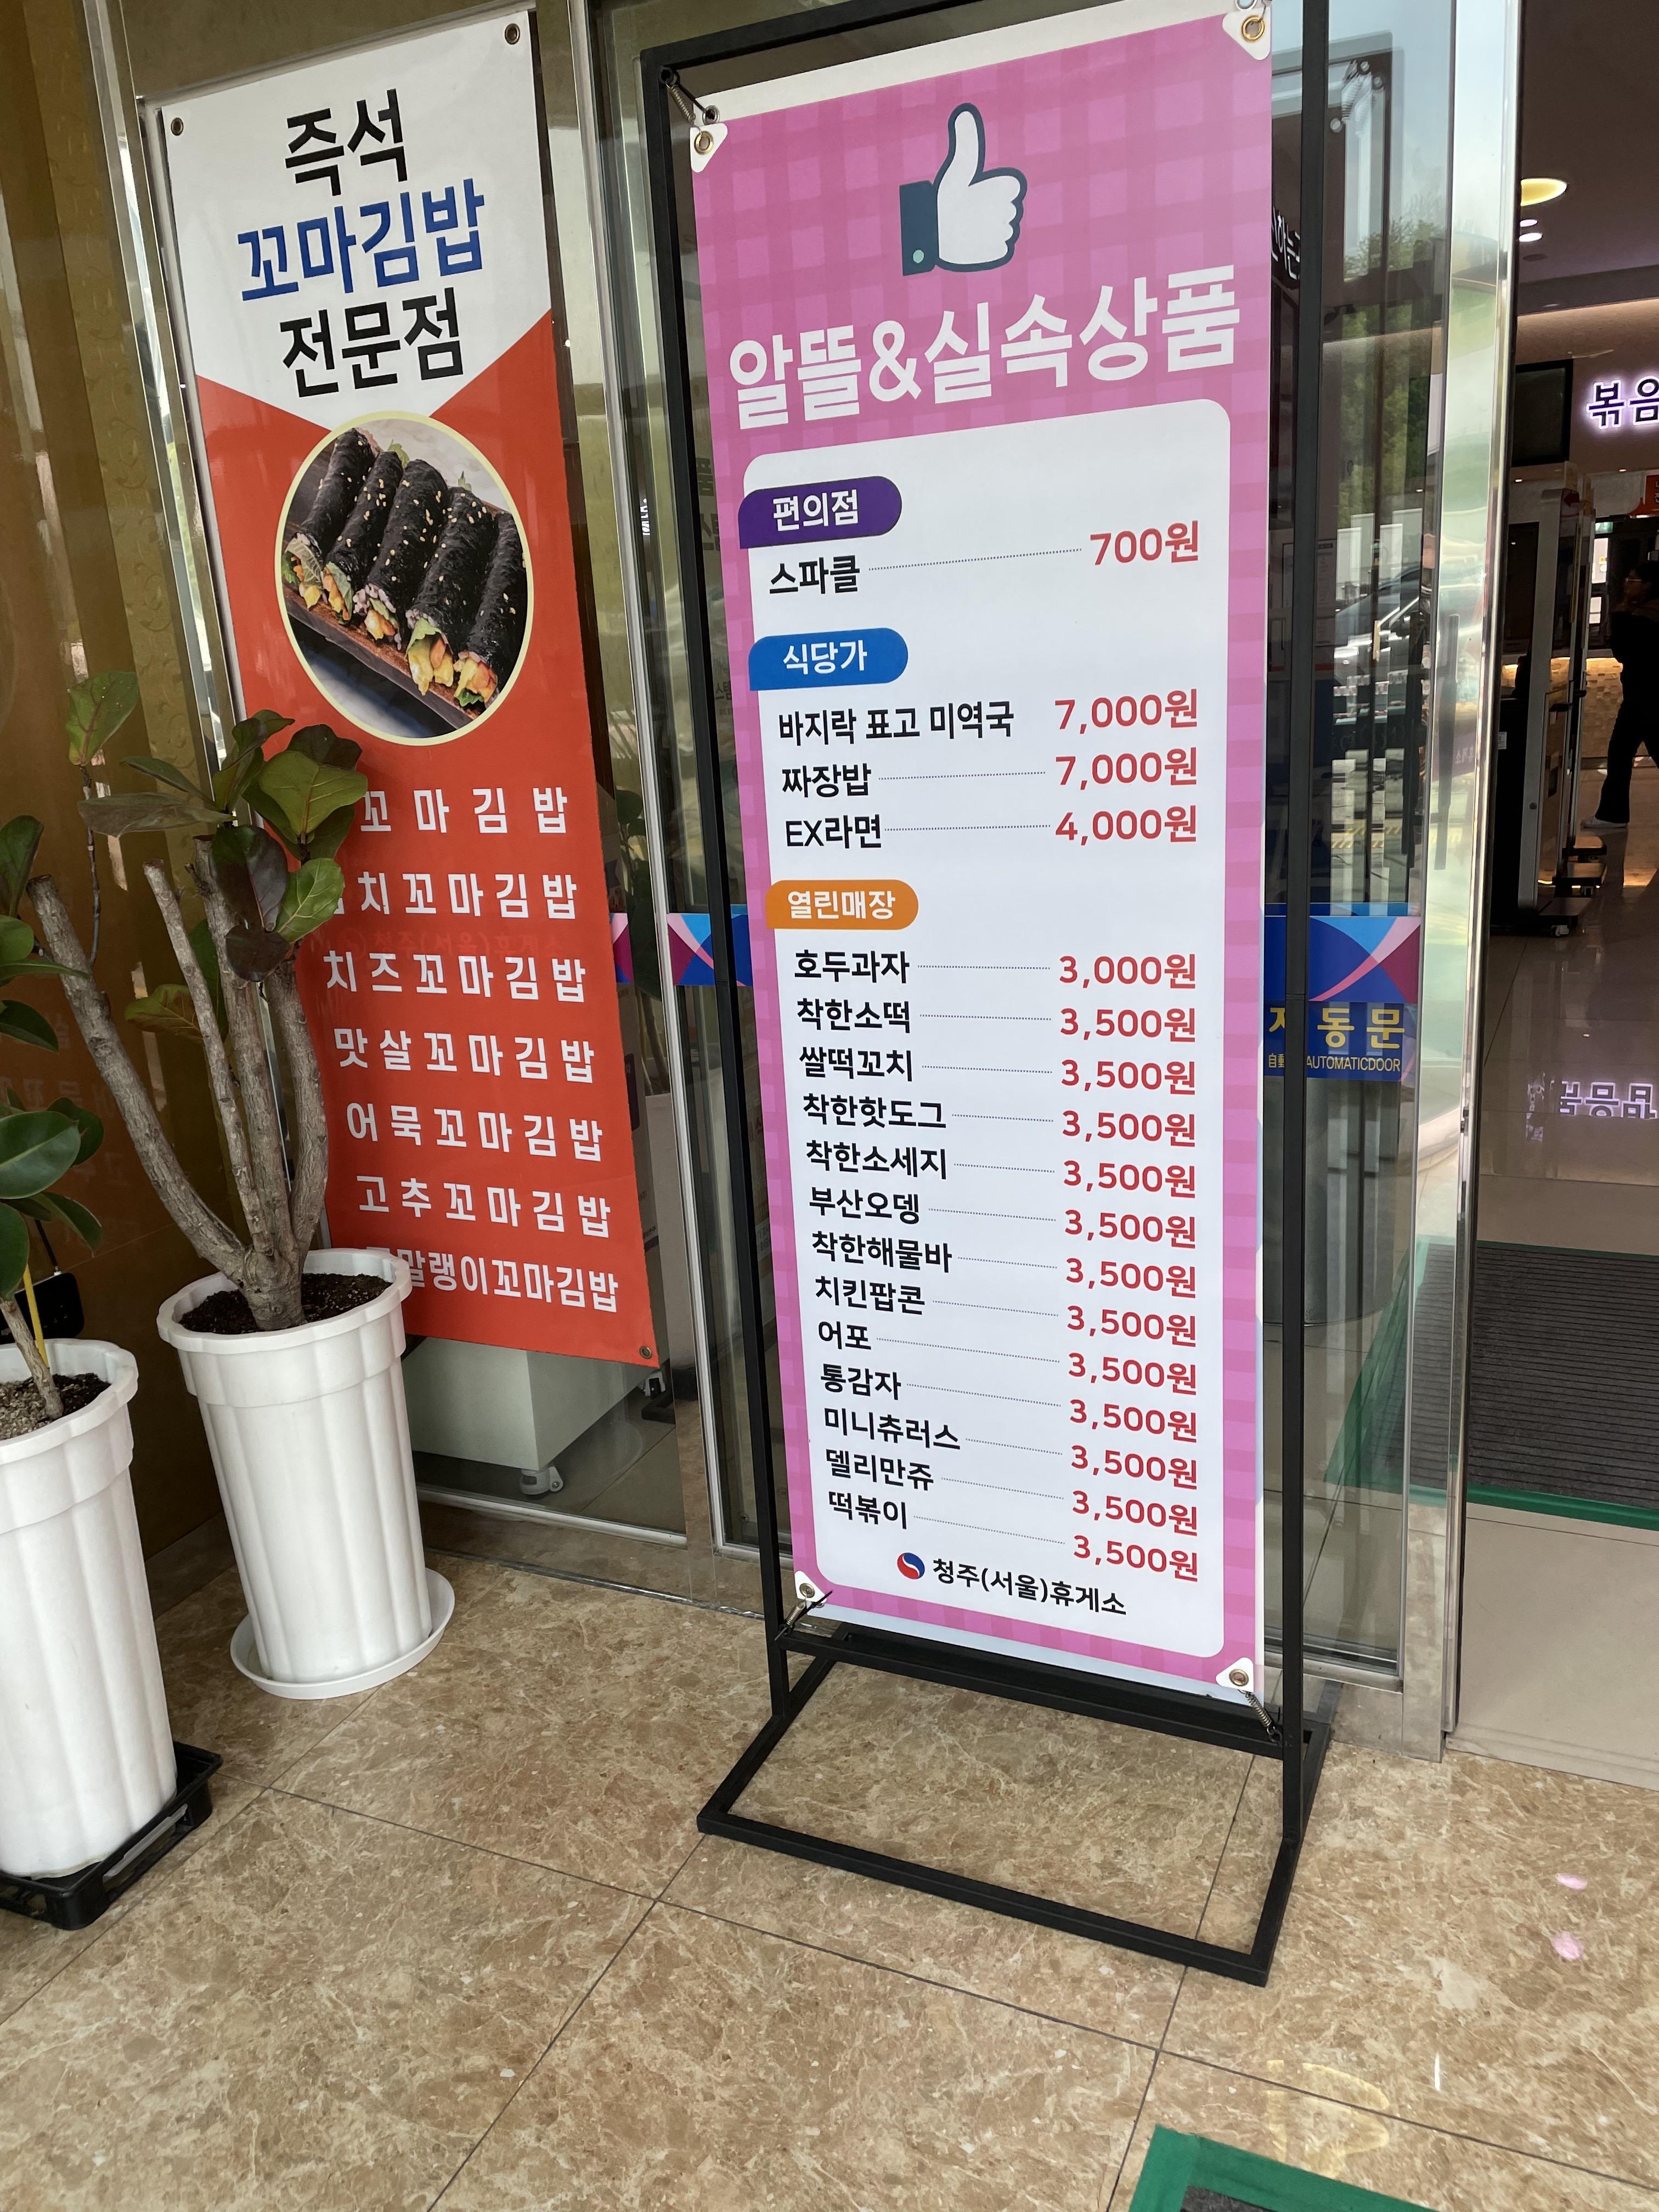 즉석
꼬마김밥
전문점
꼬마김밥
치꼬마김밥
치즈꼬마김밥
맛살꼬마김밥
어묵꼬마김밥
고추꼬마김밥
말랭이꼬마김밥
알뜰&실속상품
편의점
스파클 700원
식당가
바지락 표고 미역국 7,000원
짜장밥 7,000원
EX라면 4,000원
열린매장
호두과자 3,000원
착한소떡 3,500원
쌀떡꼬치 3,500원
착한핫도그 3,500원
착한소세지 3,500원
부산오뎅 3,500원
착한해물바 3,500원
치킨팝콘 3,500원
어포 3,500원
통감자 3,500원
미니츄러스 3,500원
델리만쥬 3,500원
떡볶이 3,500원
청주(서울)휴게소
동문
AUTOMATICDOOR
볶음